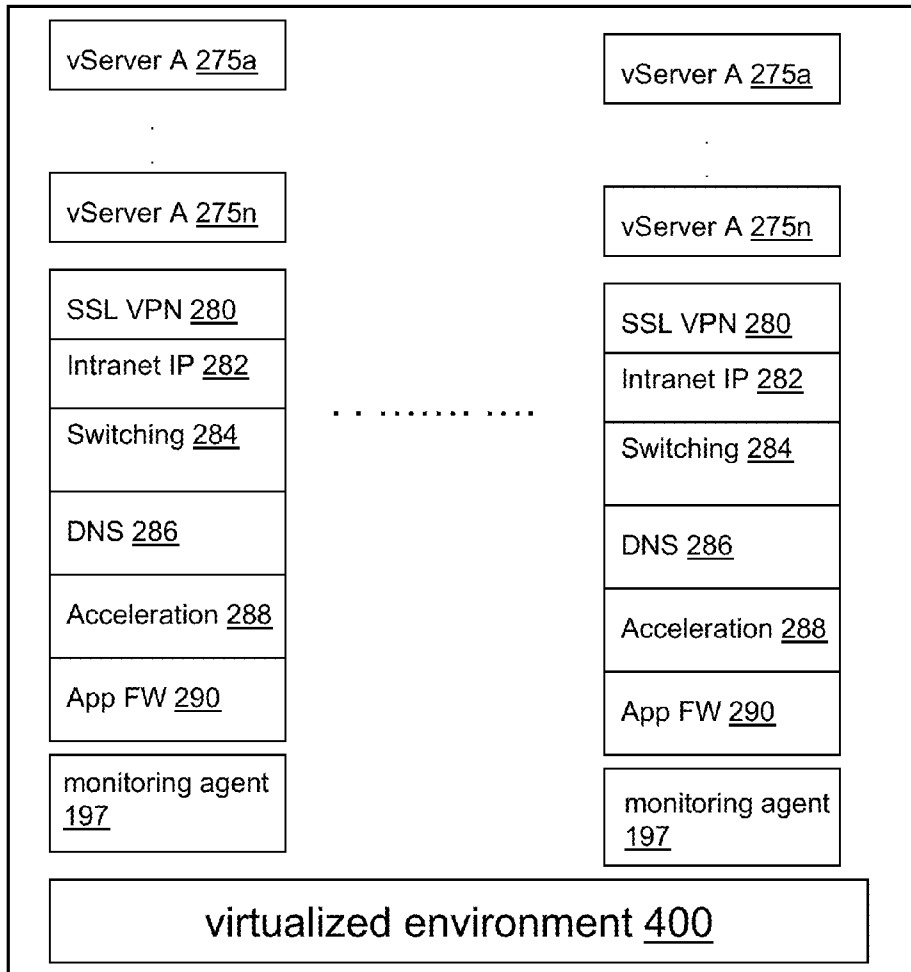 vServer A 275a
vServer A 275n
SSL VPN 280
Intranet IP 282
Switching 284
DNS 286
Acceleration 288
App FW 290
monitoring agent
197
vServer A 275a
vServer A 275n
SSL VPN 280
Intranet IP 282
Switching 284
DNS 286
Acceleration 288
App FW 290
monitoring agent
197
virtualized environment 400